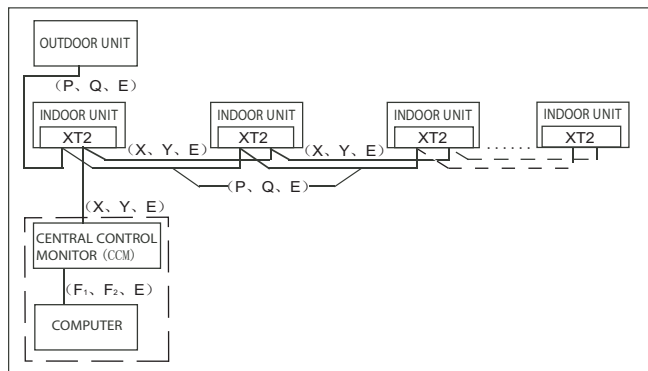 OUTDOOR UNIT
(P、Q、E)
INDOOR UNIT
XT2
INDOOR UNIT
XT2
INDOOR UNIT
XT2
INDOOR UNIT
XT2
......
(X、Y、E)
(X、Y、E)
(P、Q、E)
(X、Y、E)
CENTRAL CONTROL
MONITOR (CCM)
(F₁、F₂、E)
COMPUTER